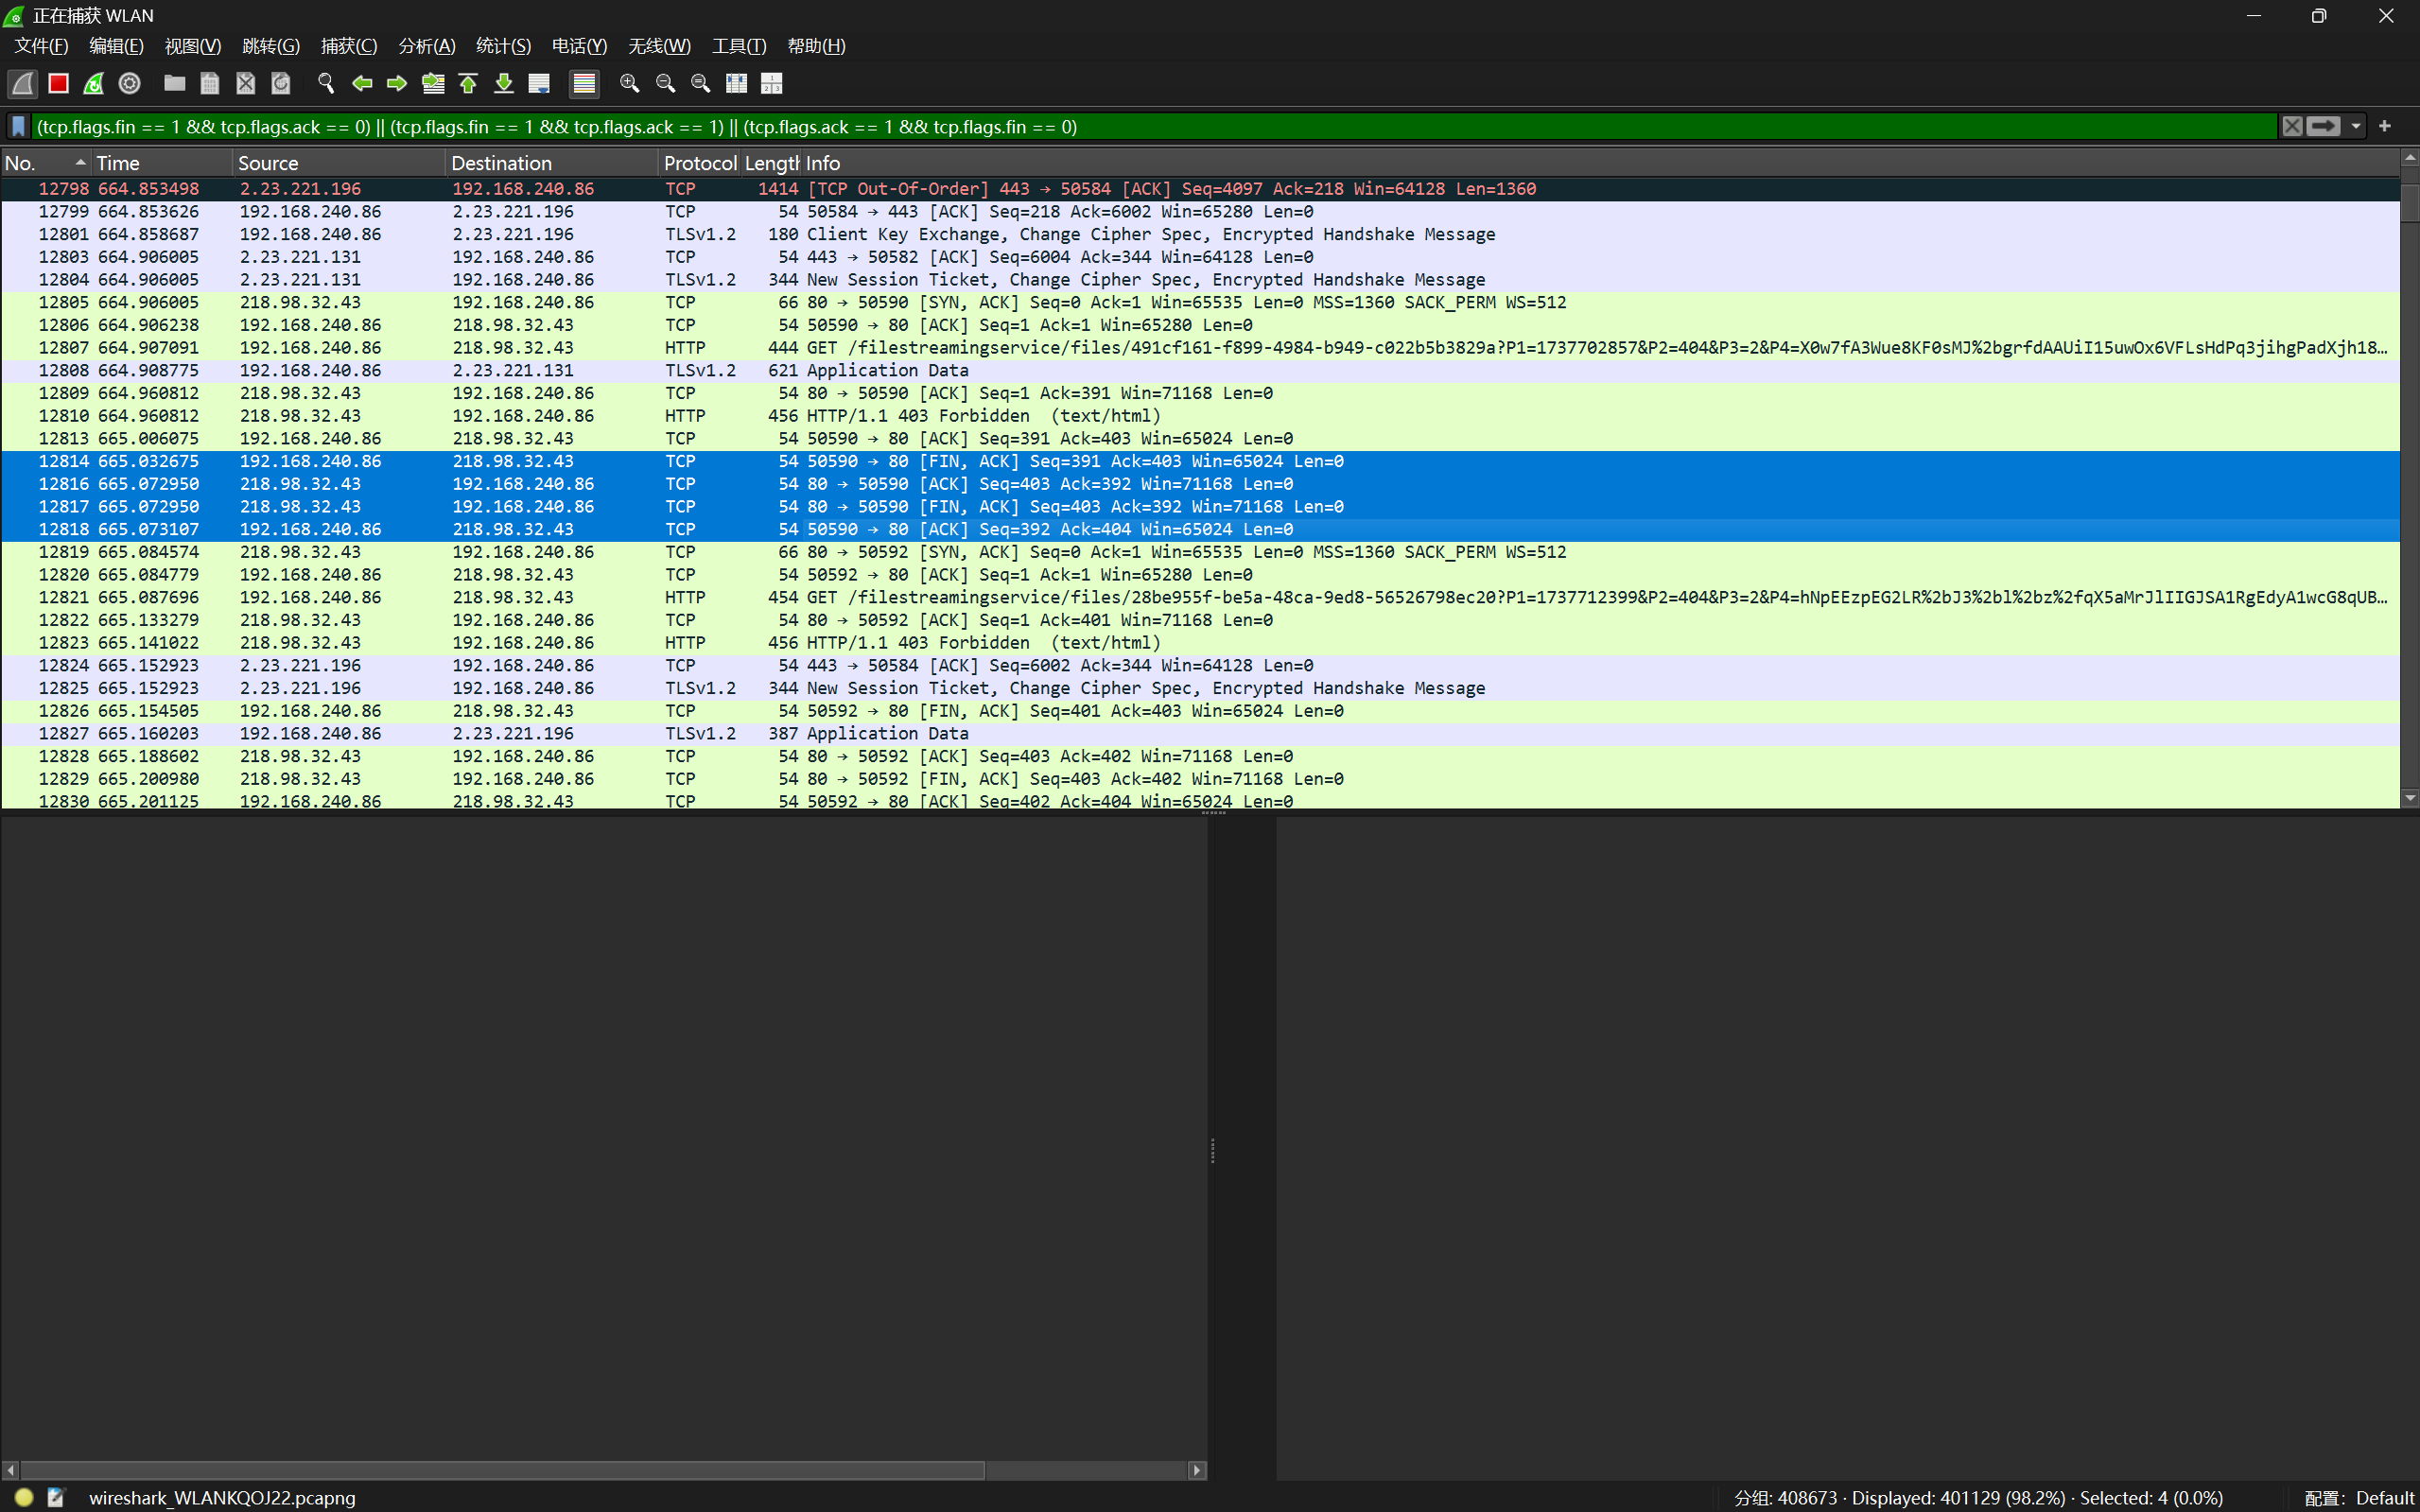 正在捕获 WLAN
文件(F) 编辑(E) 视图(V) 跳转(G) 捕获(C) 分析(A) 统计(S) 电话(Y) 无线(W) 工具(T) 帮助(H)
(tcp.flags.fin == 1 && tcp.flags.ack == 0) || (tcp.flags.fin == 1 && tcp.flags.ack == 1) || (tcp.flags.ack == 1 && tcp.flags.fin == 0)
No. Time Source Destination Protocol Length Info
12798 664.853498 2.23.221.196 192.168.240.86 TCP 1414 [TCP Out-Of-Order] 443 → 50584 [ACK] Seq=4097 Ack=218 Win=64128 Len=1360
12799 664.853626 192.168.240.86 2.23.221.196 TCP 54 50584 → 443 [ACK] Seq=218 Ack=6002 Win=65280 Len=0
12801 664.858687 192.168.240.86 2.23.221.196 TLSv1.2 180 Client Key Exchange, Change Cipher Spec, Encrypted Handshake Message
12803 664.906005 2.23.221.131 192.168.240.86 TCP 54 443 → 50582 [ACK] Seq=6004 Ack=344 Win=64128 Len=0
12804 664.906005 2.23.221.131 192.168.240.86 TLSv1.2 344 New Session Ticket, Change Cipher Spec, Encrypted Handshake Message
12805 664.906005 218.98.32.43 192.168.240.86 TCP 66 80 → 50590 [SYN, ACK] Seq=0 Ack=1 Win=65535 Len=0 MSS=1360 SACK_PERM WS=512
12806 664.906238 192.168.240.86 218.98.32.43 TCP 54 50590 → 80 [ACK] Seq=1 Ack=1 Win=65280 Len=0
12807 664.907091 192.168.240.86 218.98.32.43 HTTP 444 GET /filestreamingservice/files/491cf161-f899-4984-b949-c022b5b3829a?P1=1737702857&P2=404&P3=2&P4=X0w7fA3Wue8KF0sMJ%2bgrfdAAUiI15uwOx6VFLsHdPq3jihgPadXjh18…
12808 664.908775 192.168.240.86 2.23.221.131 TLSv1.2 621 Application Data
12809 664.960812 218.98.32.43 192.168.240.86 TCP 54 80 → 50590 [ACK] Seq=1 Ack=391 Win=71168 Len=0
12810 664.960812 218.98.32.43 192.168.240.86 HTTP 456 HTTP/1.1 403 Forbidden (text/html)
12813 665.006075 192.168.240.86 218.98.32.43 TCP 54 50590 → 80 [ACK] Seq=391 Ack=403 Win=65024 Len=0
12814 665.032675 192.168.240.86 218.98.32.43 TCP 54 50590 → 80 [FIN, ACK] Seq=391 Ack=403 Win=65024 Len=0
12816 665.072950 218.98.32.43 192.168.240.86 TCP 54 80 → 50590 [ACK] Seq=403 Ack=392 Win=71168 Len=0
12817 665.072950 218.98.32.43 192.168.240.86 TCP 54 80 → 50590 [FIN, ACK] Seq=403 Ack=392 Win=71168 Len=0
12818 665.073107 192.168.240.86 218.98.32.43 TCP 54 50590 → 80 [ACK] Seq=392 Ack=404 Win=65024 Len=0
12819 665.084574 218.98.32.43 192.168.240.86 TCP 66 80 → 50592 [SYN, ACK] Seq=0 Ack=1 Win=65535 Len=0 MSS=1360 SACK_PERM WS=512
12820 665.084779 192.168.240.86 218.98.32.43 TCP 54 50592 → 80 [ACK] Seq=1 Ack=1 Win=65280 Len=0
12821 665.087696 192.168.240.86 218.98.32.43 HTTP 454 GET /filestreamingservice/files/28be955f-be5a-48ca-9ed8-56526798ec20?P1=1737712399&P2=404&P3=2&P4=hNpEEzpEG2LR%2bJ3%2bl%2bz%2fqX5aMrJlIIGJSA1RgEdyA1wcG8qUB…
12822 665.133279 218.98.32.43 192.168.240.86 TCP 54 80 → 50592 [ACK] Seq=1 Ack=401 Win=71168 Len=0
12823 665.141022 218.98.32.43 192.168.240.86 HTTP 456 HTTP/1.1 403 Forbidden (text/html)
12824 665.152923 2.23.221.196 192.168.240.86 TCP 54 443 → 50584 [ACK] Seq=6002 Ack=344 Win=64128 Len=0
12825 665.152923 2.23.221.196 192.168.240.86 TLSv1.2 344 New Session Ticket, Change Cipher Spec, Encrypted Handshake Message
12826 665.154505 192.168.240.86 218.98.32.43 TCP 54 50592 → 80 [FIN, ACK] Seq=401 Ack=403 Win=65024 Len=0
12827 665.160203 192.168.240.86 2.23.221.196 TLSv1.2 387 Application Data
12828 665.188602 218.98.32.43 192.168.240.86 TCP 54 80 → 50592 [ACK] Seq=403 Ack=402 Win=71168 Len=0
12829 665.200980 218.98.32.43 192.168.240.86 TCP 54 80 → 50592 [FIN, ACK] Seq=403 Ack=402 Win=71168 Len=0
12830 665.201125 192.168.240.86 218.98.32.43 TCP 54 50592 → 80 [ACK] Seq=402 Ack=404 Win=65024 Len=0
wireshark_WLANKQOJ22.pcapng 分组: 408673 · Displayed: 401129 (98.2%) · Selected: 4 (0.0%) 配置: Default